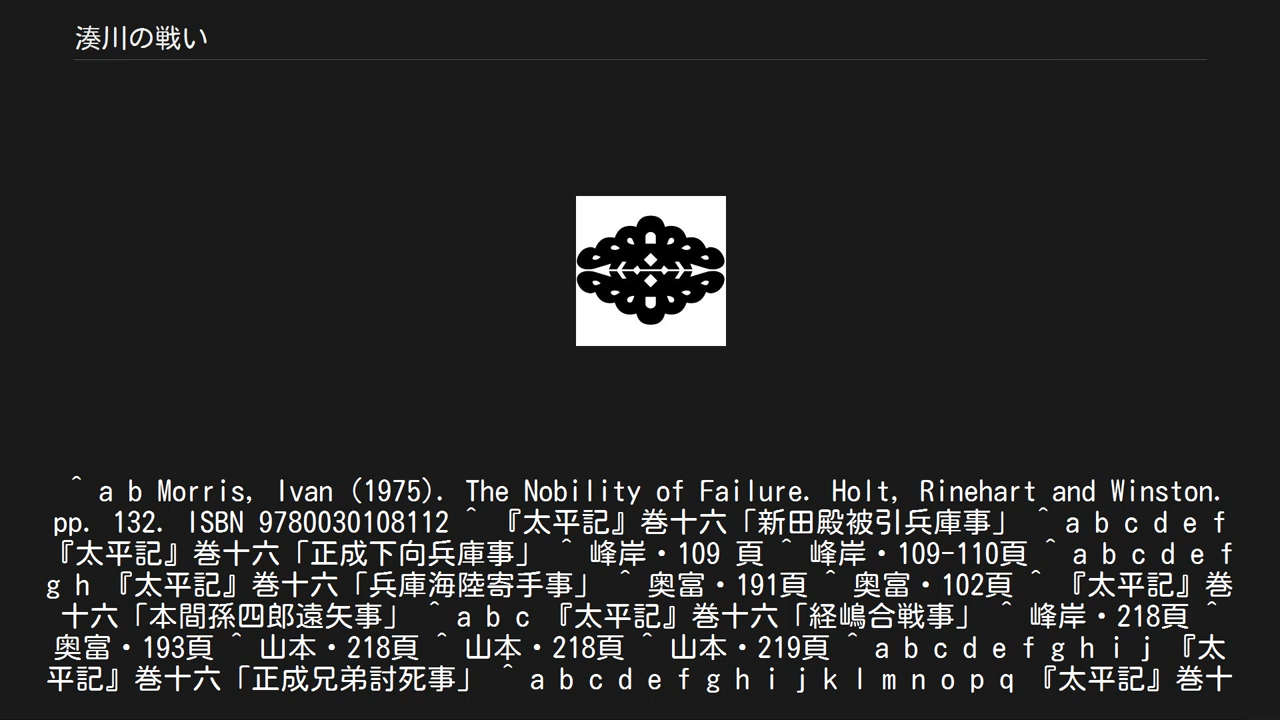 湊川の戦い
^ a b Morris, Ivan (1975). The Nobility of Failure. Holt, Rinehart and Winston.
pp. 132. ISBN 9780030108112 ^ 『太平記』巻十六「新田殿被引兵庫事」 ^ a b c d e f
『太平記』巻十六「正成下向兵庫事」 ^ 峰岸・109 頁 ^ 峰岸・109-110頁 ^ a b c d e f
g h 『太平記』巻十六「兵庫海陸寄手事」 ^ 奥富・191頁 ^ 奥富・102頁 ^ 『太平記』巻
十六「本間孫四郎遠矢事」 ^ a b c 『太平記』巻十六「経嶋合戦事」 ^ 峰岸・218頁 ^
奥富・193頁 ^ 山本・218頁 ^ 山本・218頁 ^ 山本・219頁 ^ a b c d e f g h i j 『太
平記』巻十六「正成兄弟討死事」 ^ a b c d e f g h i j k l m n o p q 『太平記』巻十